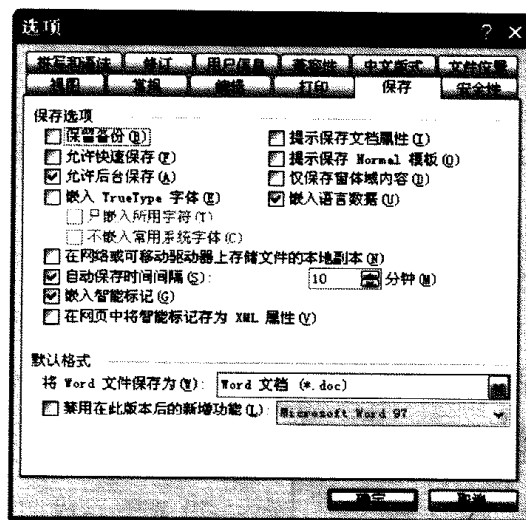 选项
拼写和语法 修订 用户信息 兼容性 中文版式 文件位置
视图 常规 编辑 打印 保存 安全性
保存选项
保留备份(B) 提示保存文档属性(I)
允许快速保存(F) 提示保存 Normal 模板(O)
允许后台保存(A) 仅保存窗体域内容(D)
嵌入 TrueType 字体(E) 嵌入语言数据(U)
只嵌入所用字符(T)
不嵌入常用系统字体(C)
在网络或可移动驱动器上存储文件的本地副本(N)
自动保存时间间隔(S): 10 分钟(M)
嵌入智能标记(G)
在网页中将智能标记存为 XML 属性(V)
默认格式
将 Word 文件保存为(W): Word 文档 (*.doc)
禁用在此版本后的新增功能(L): Microsoft Word 97
确定 取消